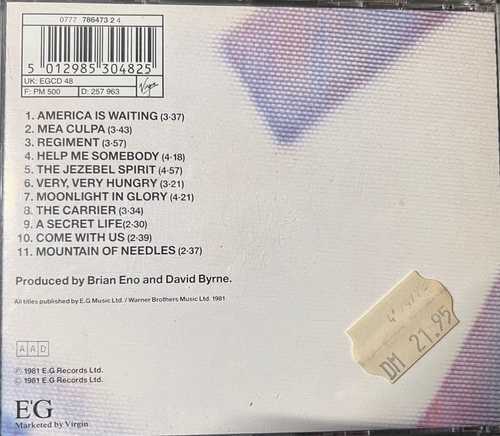 0777 786473 2 4
5 012985 304825
UK: EGCD 48
F: PM 500 D: 257 963
Virgin
1. AMERICA IS WAITING (3·37)
2. MEA CULPA (3·43)
3. REGIMENT (3·57)
4. HELP ME SOMEBODY (4·18)
5. THE JEZEBEL SPIRIT (4·57)
6. VERY, VERY HUNGRY (3·21)
7. MOONLIGHT IN GLORY (4·21)
8. THE CARRIER (3·34)
9. A SECRET LIFE(2·30)
10. COME WITH US (2·39)
11. MOUNTAIN OF NEEDLES (2·37)
Produced by Brian Eno and David Byrne.
All titles published by E.G Music Ltd. / Warner Brothers Music Ltd. 1981
DM 21.95
AAD
℗ 1981 E.G Records Ltd.
© 1981 E.G Records Ltd.
E'G
Marketed by Virgin